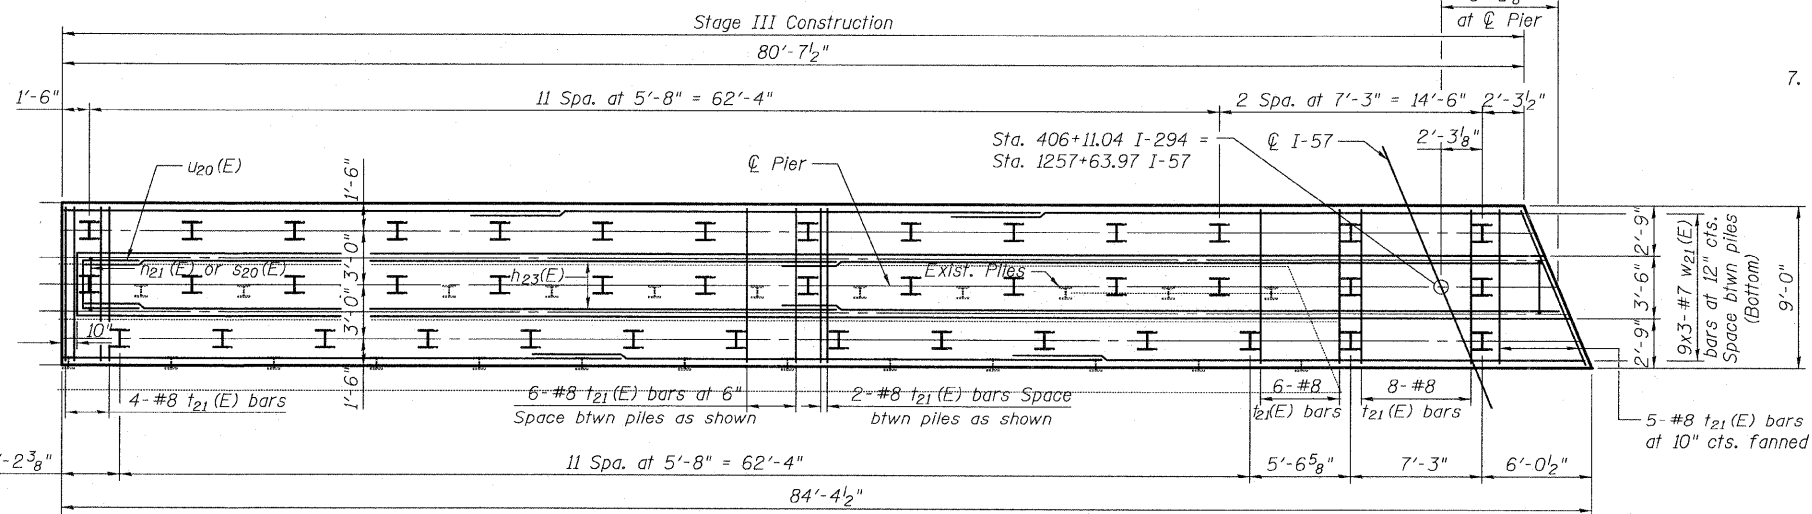 Stage III Construction
at ℄ Pier
80'-7½"
7.
1'-6"
11 Spa. at 5'-8" = 62'-4"
2 Spa. at 7'-3" = 14'-6"
2'-3½"
Sta. 406+11.04 I-294 =
Sta. 1257+63.97 I-57
℄ I-57
2'-3⅛"
u20(E)
1'-6"
℄ Pier
3'-0"
h21(E) or s20(E)
h23(E)
Exist. Piles
3'-0"
10"
1'-6"
2'-9"
3'-6"
2'-9"
9x3-#7 w21(E)
bars at 12" cts.
Space btwn piles
(Bottom)
9'-0"
4-#8 t21(E) bars
6-#8 t21(E) bars at 6"
Space btwn piles as shown
2-#8 t21(E) bars Space
btwn piles as shown
6-#8
t21(E) bars
8-#8
t21(E) bars
5-#8 t21(E) bars
at 10" cts. fanned
'-2⅜"
11 Spa. at 5'-8" = 62'-4"
5'-6⅝"
7'-3"
6'-0½"
84'-4½"